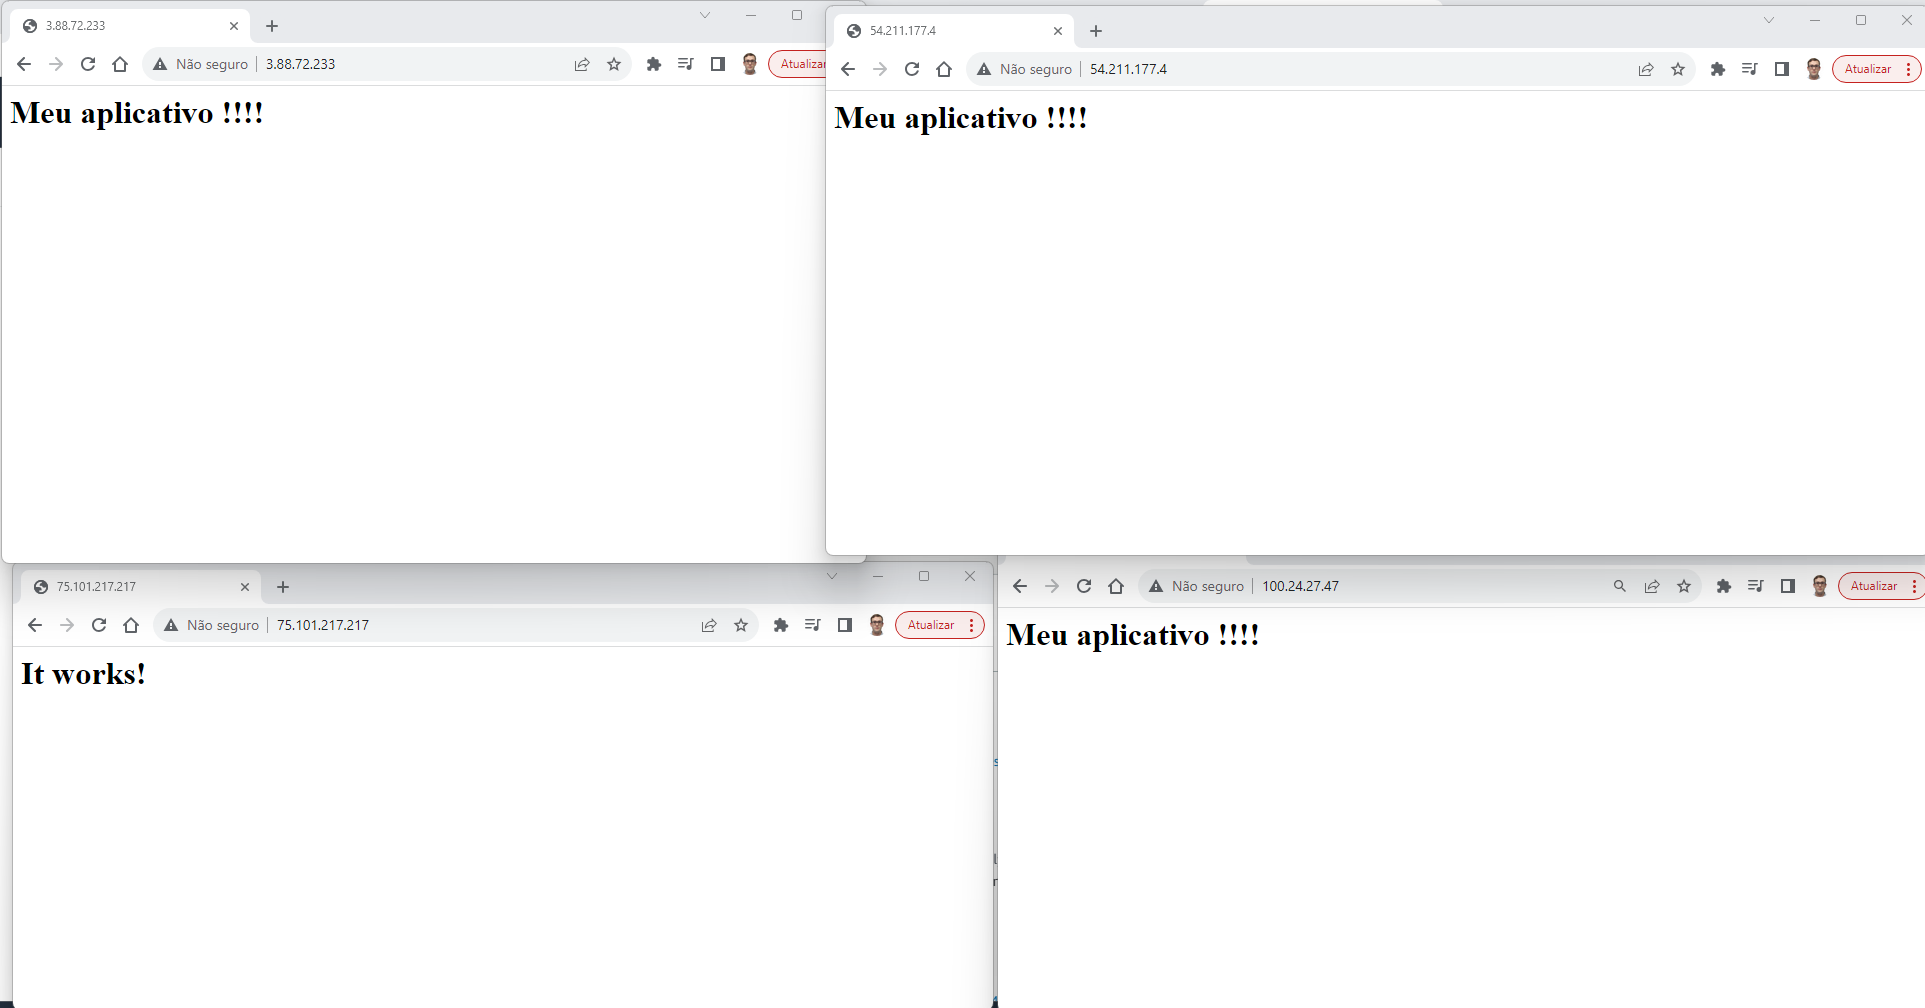 3.88.72.233
Não seguro 3.88.72.233 Atualizar
Meu aplicativo !!!!
54.211.177.4
Não seguro 54.211.177.4 Atualizar
Meu aplicativo !!!!
75.101.217.217
Não seguro 75.101.217.217 Atualizar
It works!
Não seguro 100.24.27.47 Atualizar
Meu aplicativo !!!!